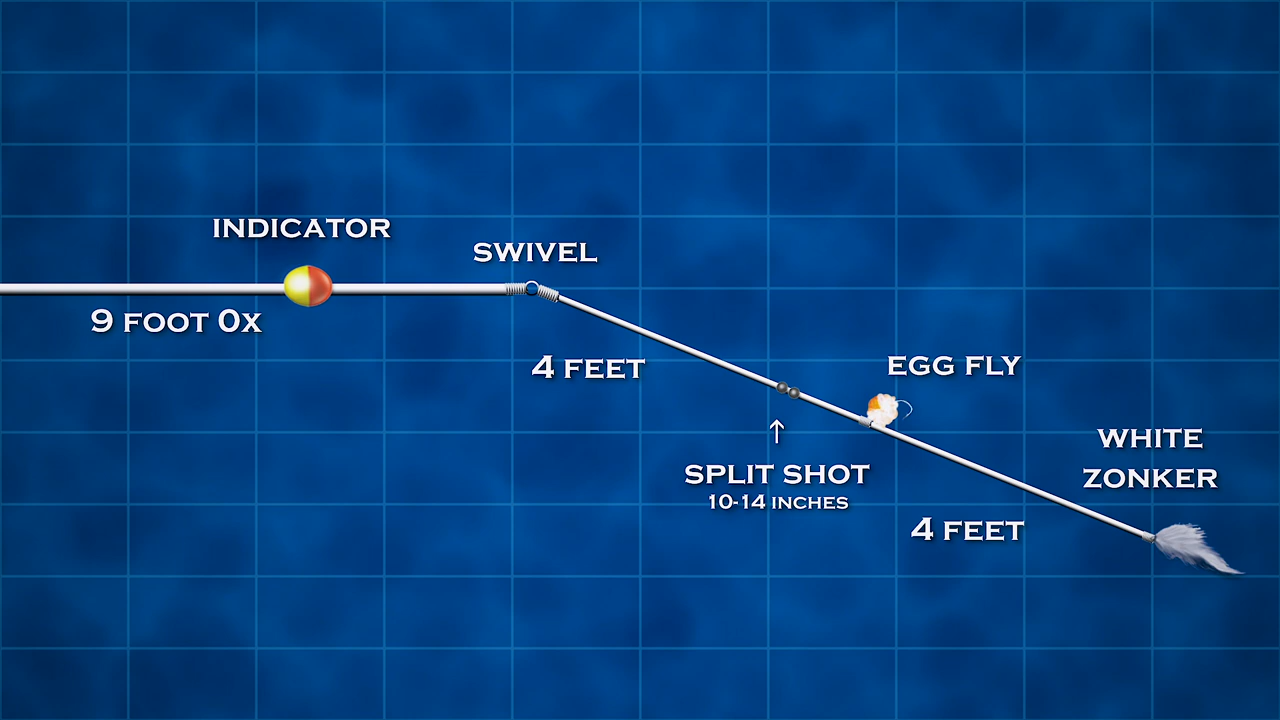 INDICATOR
SWIVEL
9 FOOT 0X
4 FEET
EGG FLY
WHITE
ZONKER
↑
SPLIT SHOT
10-14 INCHES
4 FEET